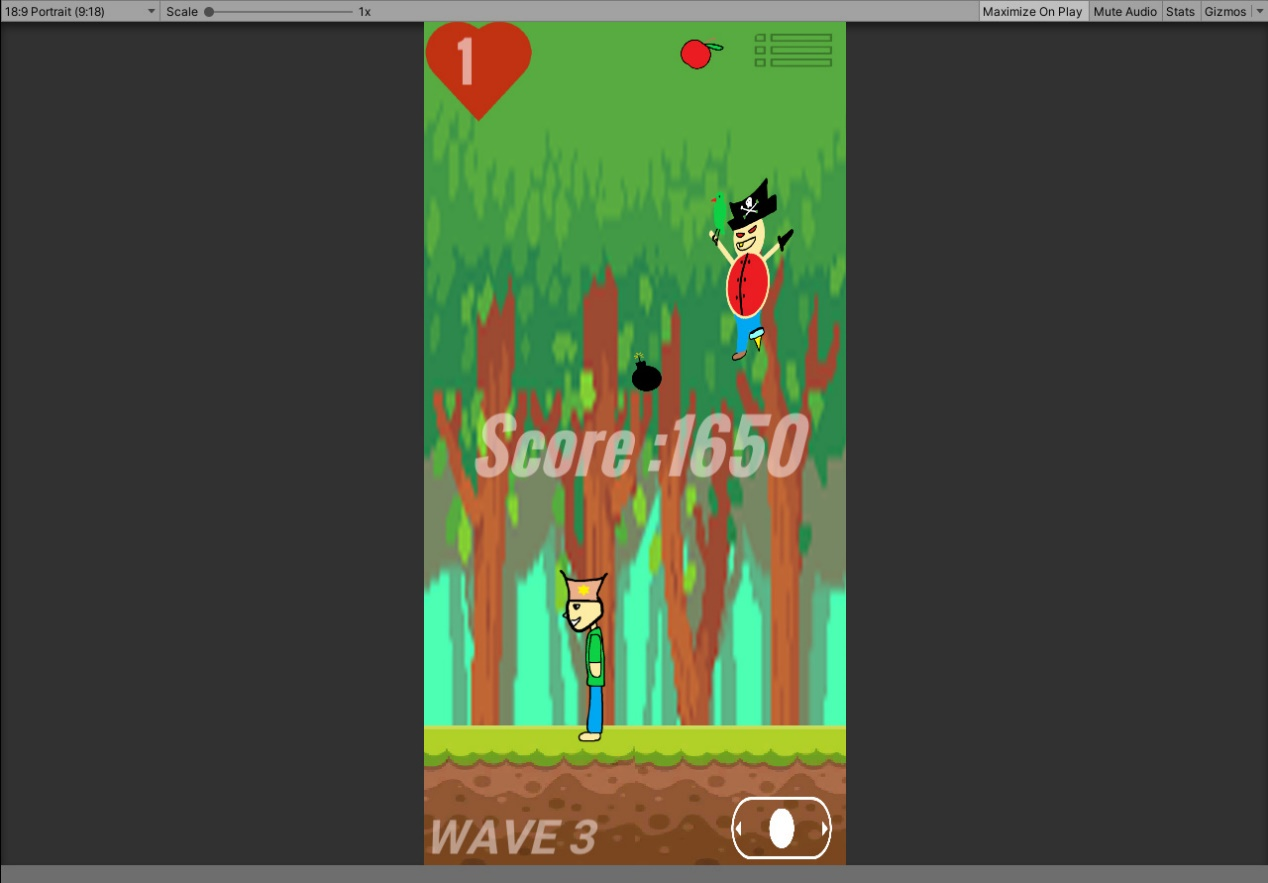 18:9 Portrait (9:18) Scale 1x Maximize On Play Mute Audio Stats Gizmos
1
Score :1650
WAVE 3